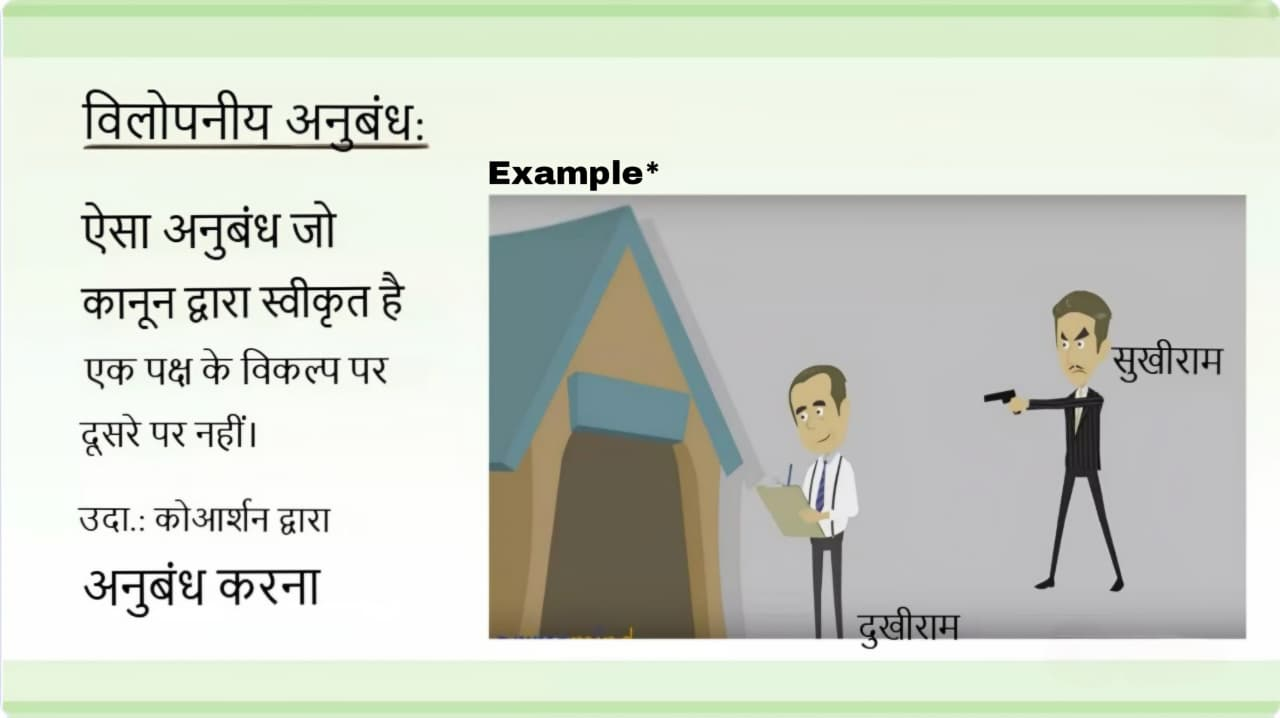 विलोपनीय अनुबंध:
ऐसा अनुबंध जो
कानून द्वारा स्वीकृत है
एक पक्ष के विकल्प पर
दूसरे पर नहीं।
उदा.: कोआर्शन द्वारा
अनुबंध करना
Example*
सुखीराम
दुखीराम